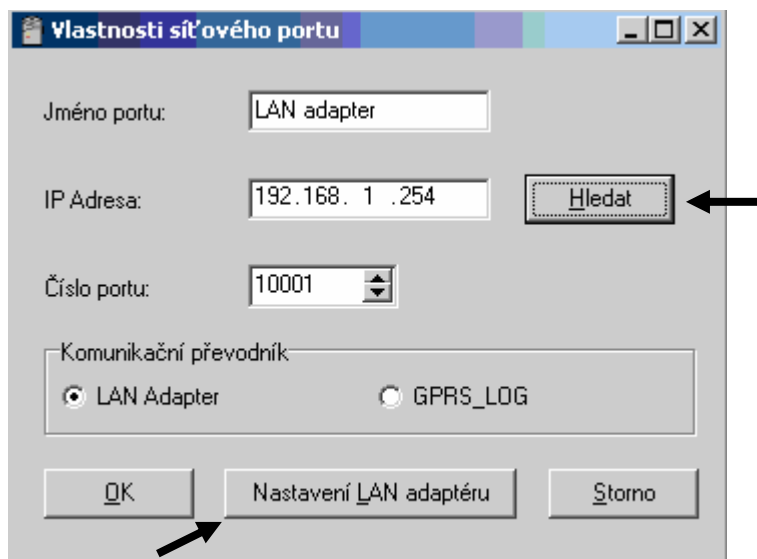 Vlastnosti síťového portu
Jméno portu: LAN adapter
IP Adresa: 192.168. 1 .254 Hledat
Číslo portu: 10001
Komunikační převodník
LAN Adapter GPRS_LOG
OK Nastavení LAN adaptéru Storno